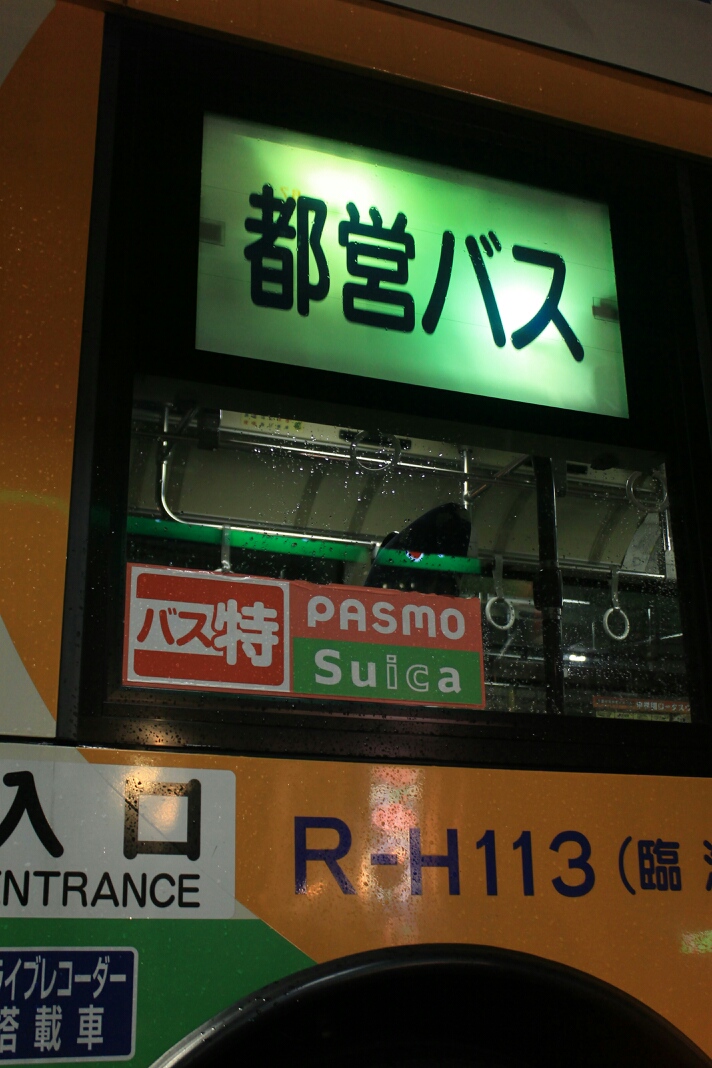 都営バス
バス特
PASMO
Suica
入口
ENTRANCE
R-H113(臨
ライブレコーダー
搭載車